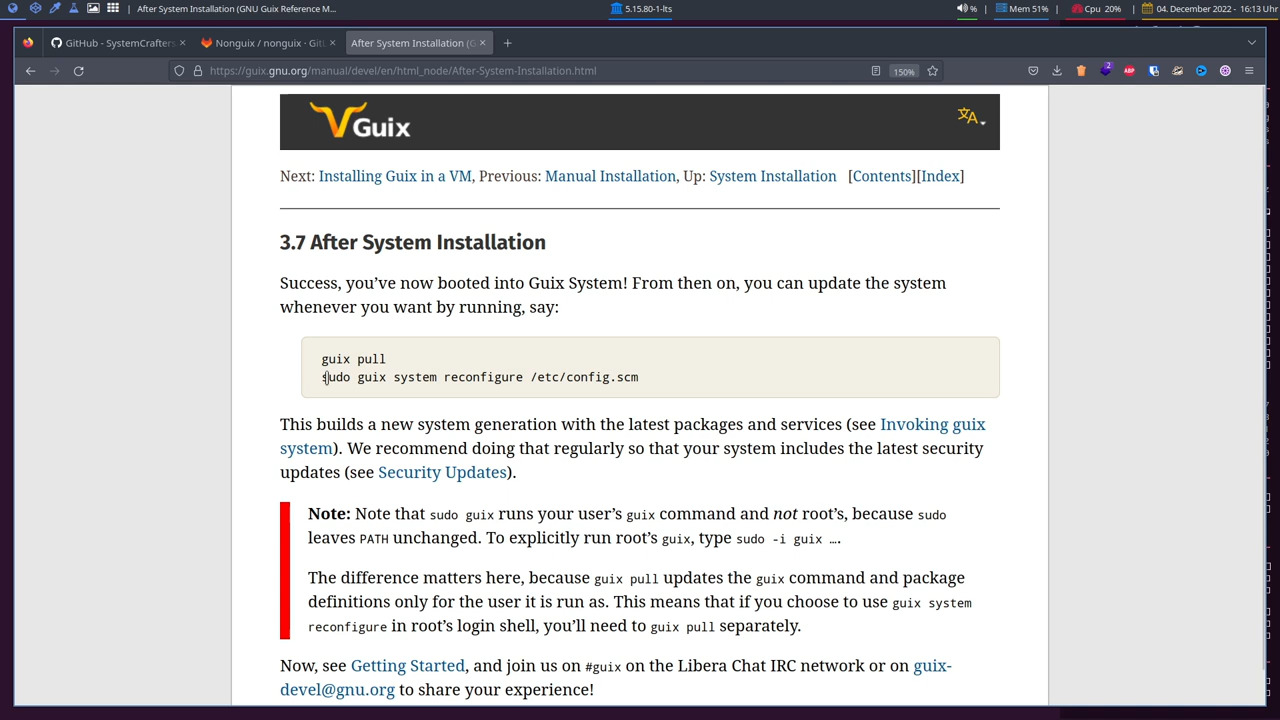 After System Installation (GNU Guix Reference M...
5.15.80-1-lts
%
Mem 51%
Cpu 20%
04. December 2022 - 16:13 Uhr
GitHub - SystemCrafters
Nonguix / nonguix · GitL
After System Installation (G
https://guix.gnu.org/manual/devel/en/html_node/After-System-Installation.html
150%
2
ABP
Guix
Next: Installing Guix in a VM, Previous: Manual Installation, Up: System Installation [Contents][Index]
3.7 After System Installation
Success, you’ve now booted into Guix System! From then on, you can update the system
whenever you want by running, say:
guix pull
sudo guix system reconfigure /etc/config.scm
This builds a new system generation with the latest packages and services (see Invoking guix
system). We recommend doing that regularly so that your system includes the latest security
updates (see Security Updates).
Note: Note that sudo guix runs your user’s guix command and not root’s, because sudo
leaves PATH unchanged. To explicitly run root’s guix, type sudo -i guix ….
The difference matters here, because guix pull updates the guix command and package
definitions only for the user it is run as. This means that if you choose to use guix system
reconfigure in root’s login shell, you’ll need to guix pull separately.
Now, see Getting Started, and join us on #guix on the Libera Chat IRC network or on guix-
devel@gnu.org to share your experience!